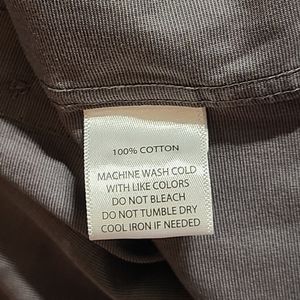 100% COTTON
MACHINE WASH COLD
WITH LIKE COLORS
DO NOT BLEACH
DO NOT TUMBLE DRY
COOL IRON IF NEEDED